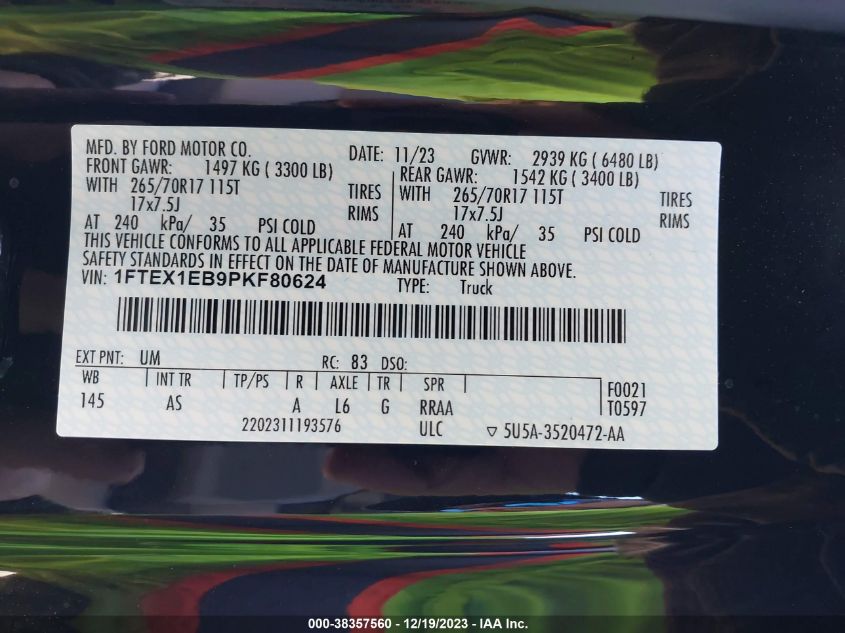 MFD. BY FORD MOTOR CO. DATE: 11/23 GVWR: 2939 KG ( 6480 LB)
FRONT GAWR: 1497 KG ( 3300 LB) REAR GAWR: 1542 KG ( 3400 LB)
WITH 265/70R17 115T TIRES WITH 265/70R17 115T TIRES
17x7.5J RIMS 17x7.5J RIMS
AT 240 kPa/ 35 PSI COLD AT 240 kPa/ 35 PSI COLD
THIS VEHICLE CONFORMS TO ALL APPLICABLE FEDERAL MOTOR VEHICLE
SAFETY STANDARDS IN EFFECT ON THE DATE OF MANUFACTURE SHOWN ABOVE.
VIN: 1FTEX1EB9PKF80624 TYPE: Truck
EXT PNT: UM RC: 83 DSO:
WB INT TR TP/PS R AXLE TR SPR F0021
145 AS A L6 G RRAA T0597
2202311193576 ULC ▽ 5U5A-3520472-AA
000-38357560 - 12/19/2023 - IAA Inc.